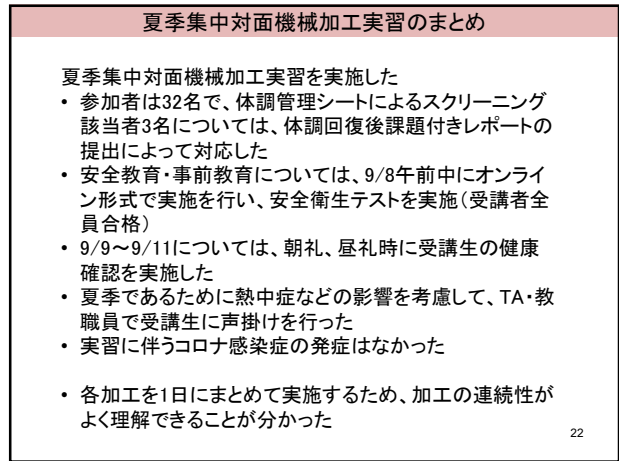 夏季集中対面機械加工実習のまとめ
夏季集中対面機械加工実習を実施した
• 参加者は32名で、体調管理シートによるスクリーニング
該当者3名については、体調回復後課題付きレポートの
提出によって対応した
• 安全教育・事前教育については、9/8午前中にオンライ
ン形式で実施を行い、安全衛生テストを実施（受講者全
員合格）
• 9/9～9/11については、朝礼、昼礼時に受講生の健康
確認を実施した
• 夏季であるために熱中症などの影響を考慮して、TA・教
職員で受講生に声掛けを行った
• 実習に伴うコロナ感染症の発症はなかった
• 各加工を1日にまとめて実施するため、加工の連続性が
よく理解できることが分かった
22